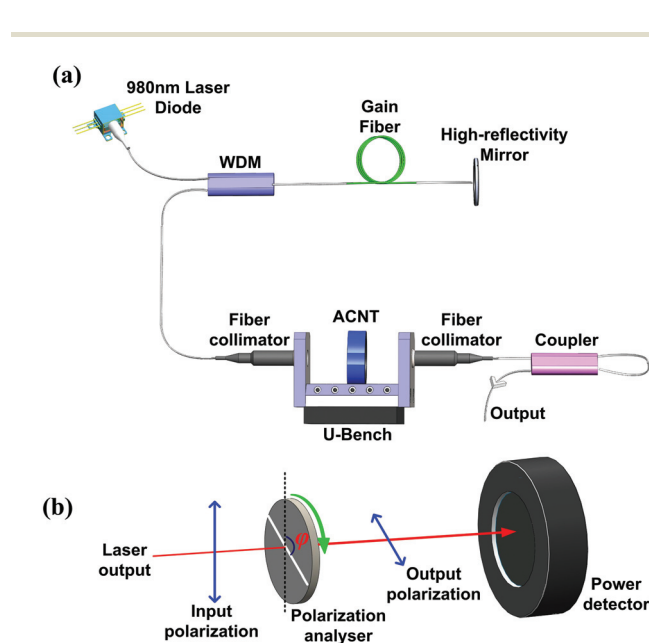 (a)
980nm Laser
Diode
Gain
Fiber
High-reflectivity
Mirror
WDM
ACNT
Fiber
collimator
Fiber
collimator
Coupler
Output
U-Bench
(b)
φ
Laser
output
Input
polarization
Polarization
analyser
Output
polarization
Power
detector